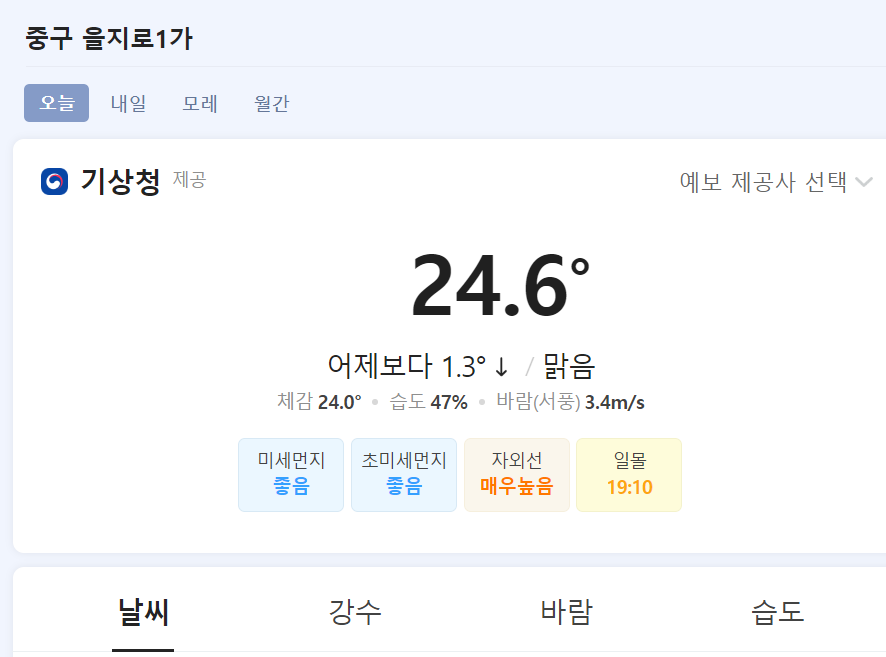 중구 을지로1가
오늘 내일 모레 월간
기상청 제공 예보 제공사 선택
24.6°
어제보다 1.3° ↓ / 맑음
체감 24.0° • 습도 47% • 바람(서풍) 3.4m/s
미세먼지 초미세먼지 자외선 일몰
좋음 좋음 매우높음 19:10
날씨 강수 바람 습도